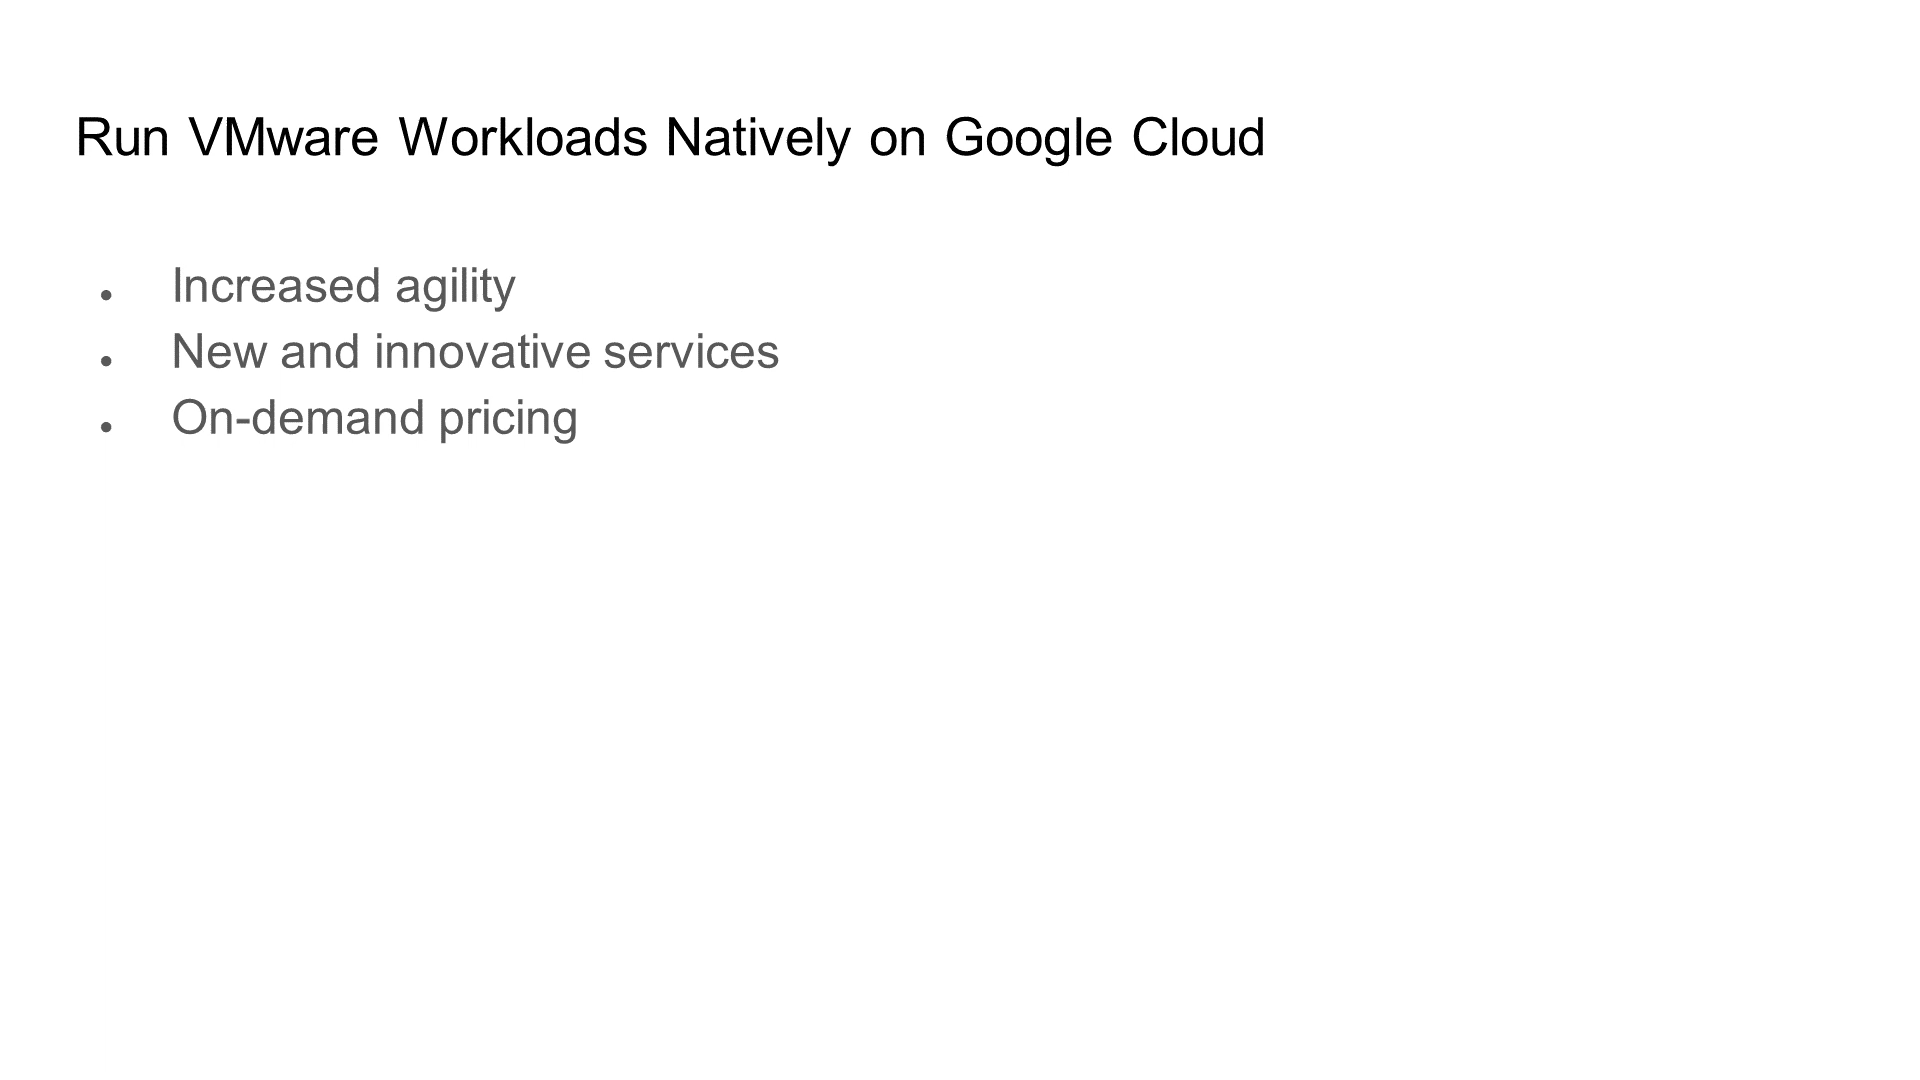 Run VMware Workloads Natively on Google Cloud
● Increased agility
● New and innovative services
● On-demand pricing